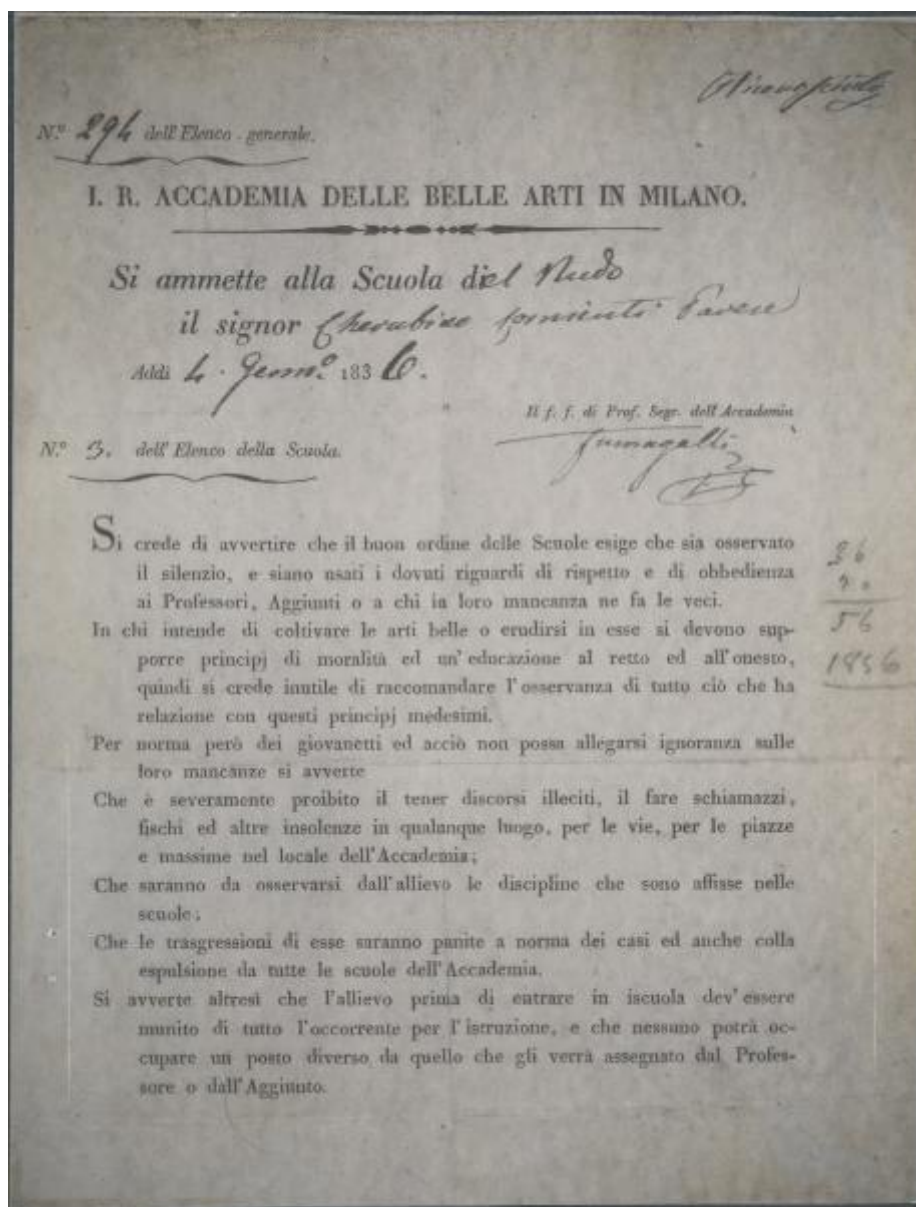 N.º 294 dell'Elenco generale.
I. R. ACCADEMIA DELLE BELLE ARTI IN MILANO.
Si ammette alla Scuola del Nudo
il signor Cherubino Cornienti Pavese
Addì 4. Genn.º 1836.
Il f. f. di Prof. Segr. dell'Accademia
Fumagalli
N.º 3. dell'Elenco della Scuola.
Si crede di avvertire che il buon ordine delle Scuole esige che sia osservato
il silenzio, e siano usati i dovuti riguardi di rispetto e di obbedienza
ai Professori, Aggiunti o a chi in loro mancanza ne fa le veci.
In chi intende di coltivare le arti belle o erudirsi in esse si devono sup-
porre principj di moralità ed un'educazione al retto ed all'onesto,
quindi si crede inutile di raccomandare l'osservanza di tutto ciò che ha
relazione con questi principj medesimi.
Per norma però dei giovanetti ed acciò non possa allegarsi ignoranza sulle
loro mancanze si avverte
Che è severamente proibito il tener discorsi illeciti, il fare schiamazzi,
fischi ed altre insolenze in qualunque luogo, per le vie, per le piazze
e massime nel locale dell'Accademia;
Che saranno da osservarsi dall'allievo le discipline che sono affisse nelle
scuole;
Che le trasgressioni di esse saranno punite a norma dei casi ed anche colla
espulsione da tutte le scuole dell'Accademia.
Si avverte altresì che l'allievo prima di entrare in iscuola dev'essere
munito di tutto l'occorrente per l'istruzione, e che nessuno potrà oc-
cupare un posto diverso da quello che gli verrà assegnato dal Profes-
sore o dall'Aggiunto.
36
20
56
1856